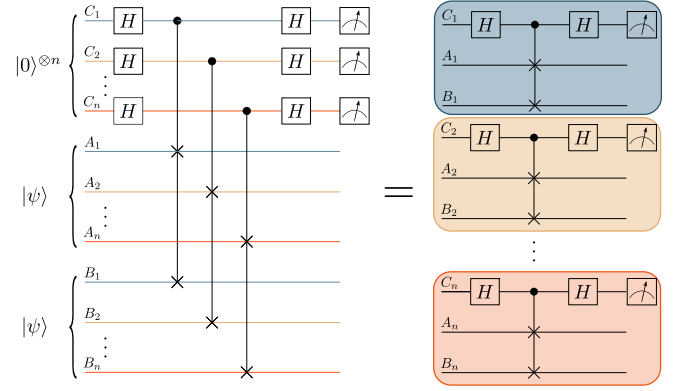 |0⟩⊗n
C1 H H
C2 H H
⋮
Cn H H
|ψ⟩
A1
A2
⋮
An
|ψ⟩
B1
B2
⋮
Bn
=
C1 H H
A1
B1
C2 H H
A2
B2
⋮
Cn H H
An
Bn